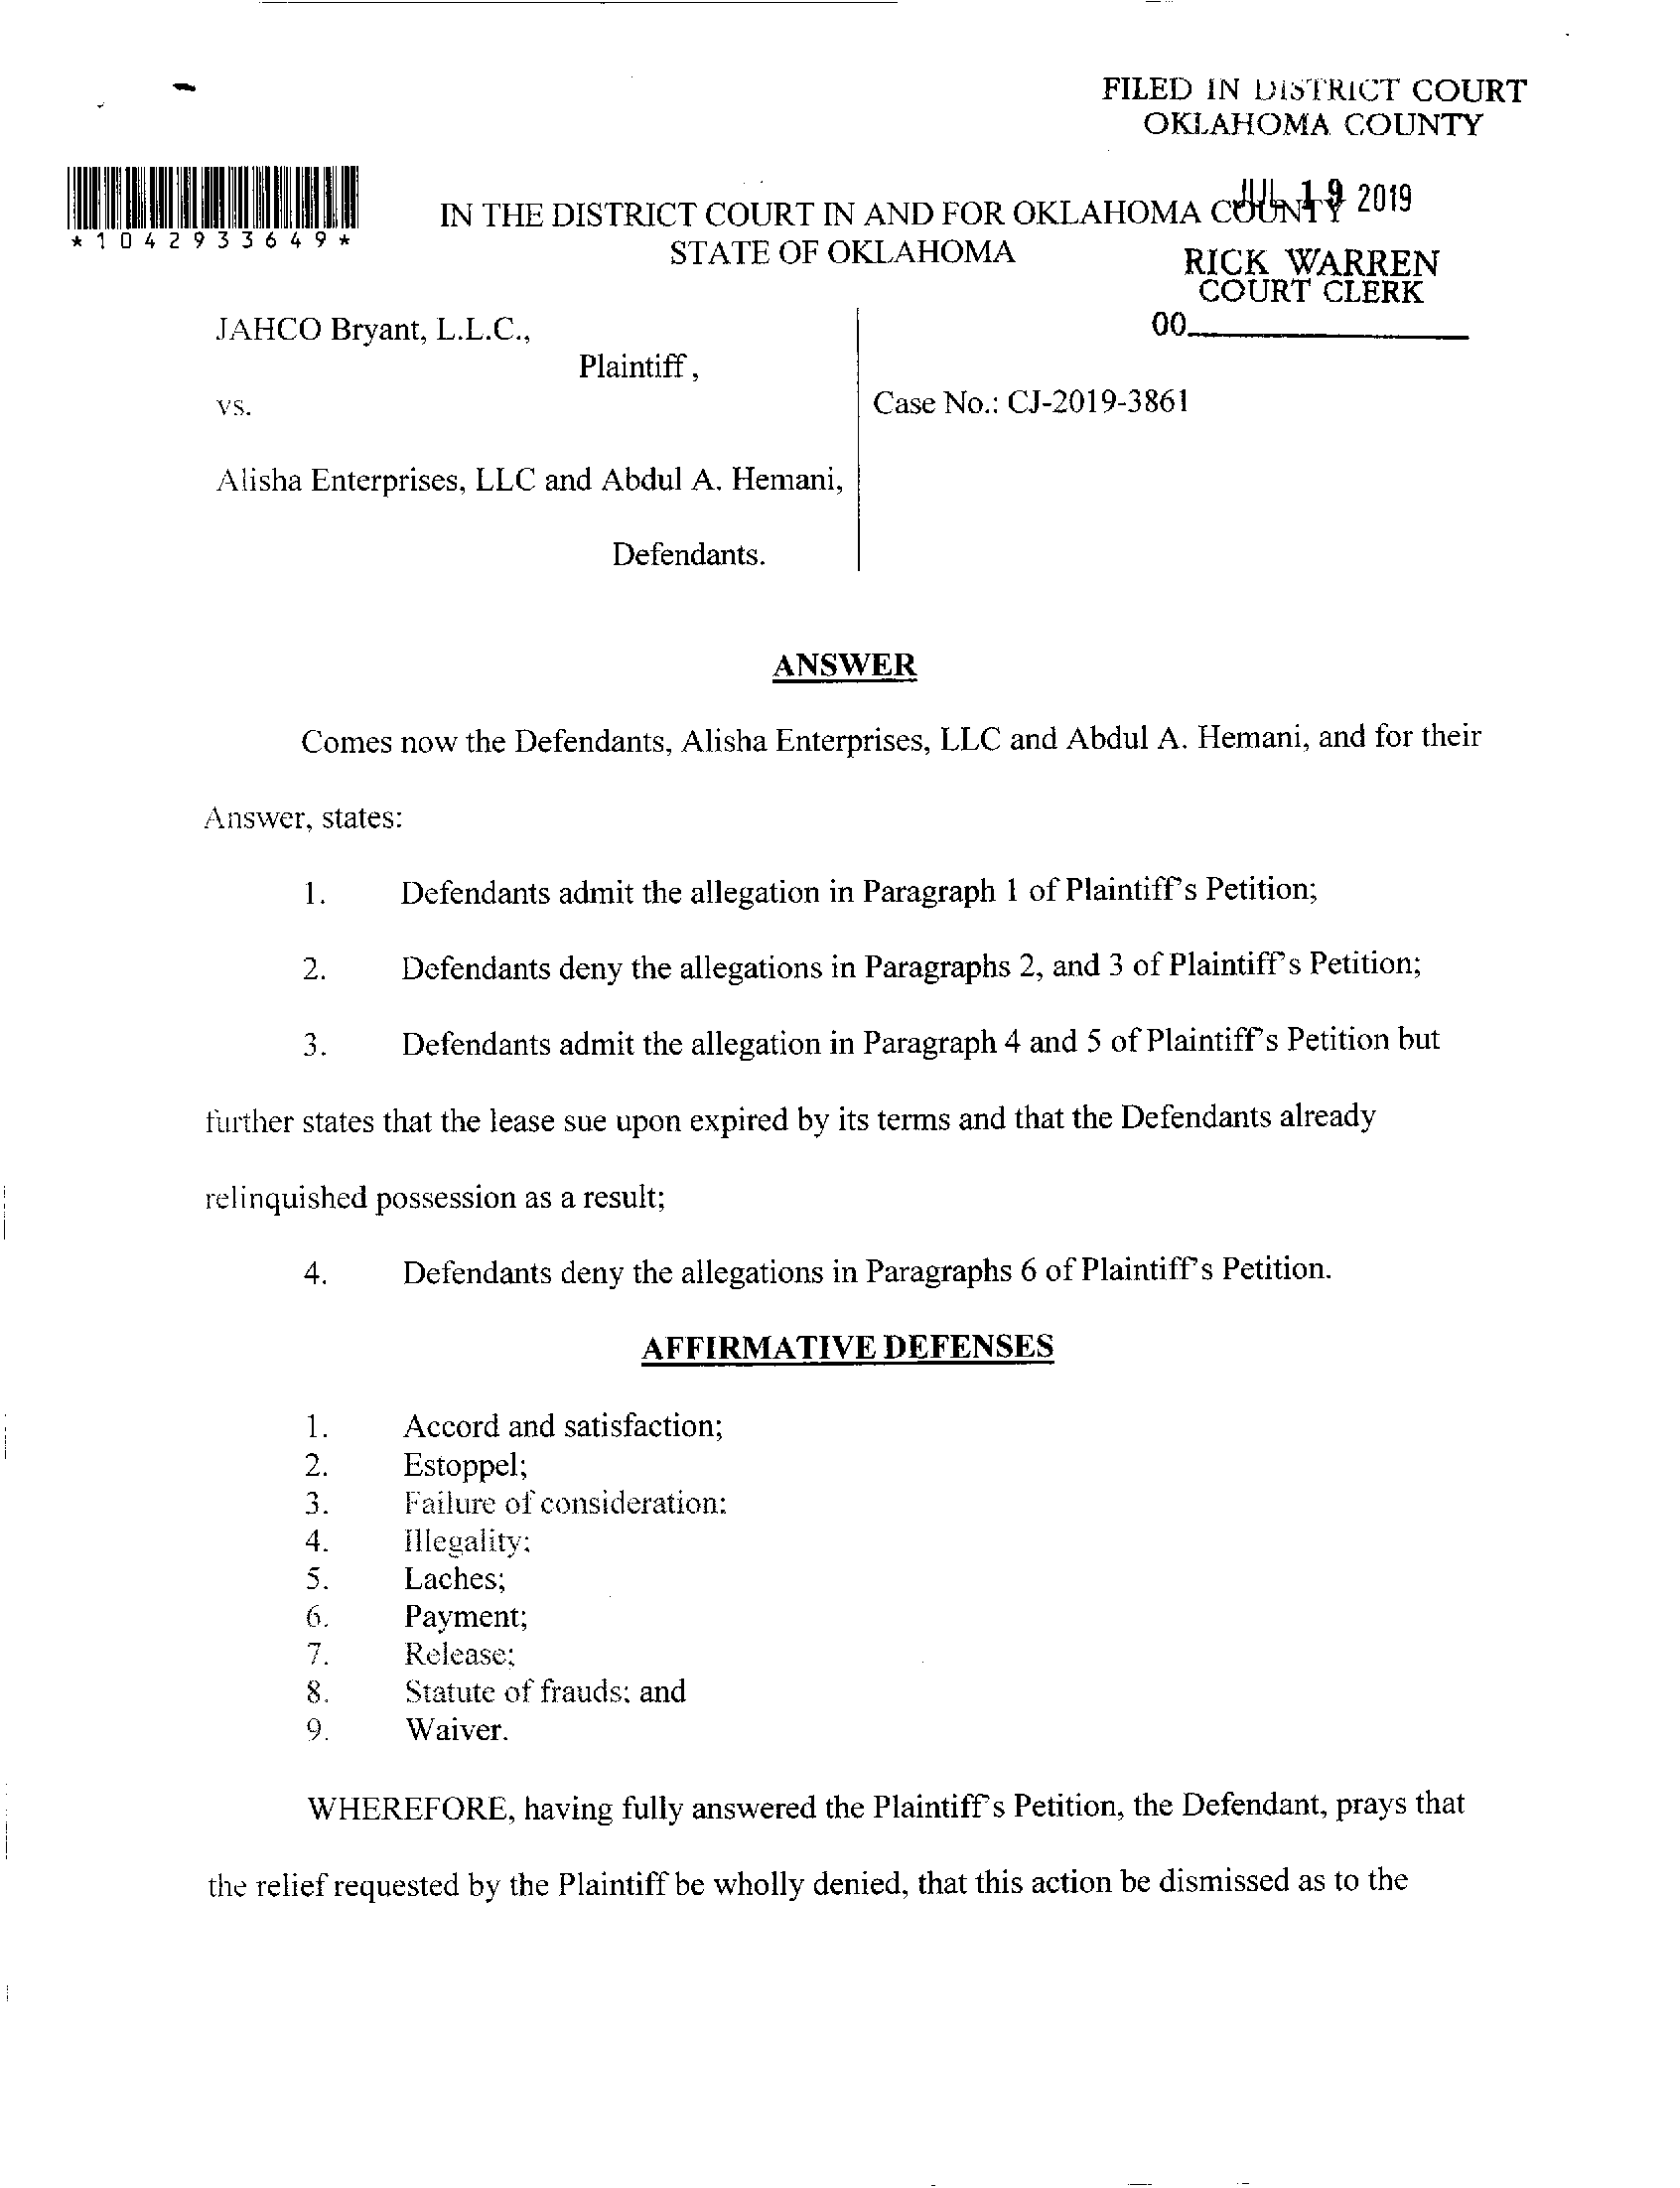 FILED IN DISTRICT COURT
OKLAHOMA COUNTY
JUL 19 2019
*1042933649*
IN THE DISTRICT COURT IN AND FOR OKLAHOMA COUNTY
STATE OF OKLAHOMA
RICK WARREN
COURT CLERK
00
JAHCO Bryant, L.L.C.,
Plaintiff,
vs.
Case No.: CJ-2019-3861
Alisha Enterprises, LLC and Abdul A. Hemani,
Defendants.
ANSWER
Comes now the Defendants, Alisha Enterprises, LLC and Abdul A. Hemani, and for their
Answer, states:
1. Defendants admit the allegation in Paragraph 1 of Plaintiff's Petition;
2. Defendants deny the allegations in Paragraphs 2, and 3 of Plaintiff's Petition;
3. Defendants admit the allegation in Paragraph 4 and 5 of Plaintiff's Petition but
further states that the lease sue upon expired by its terms and that the Defendants already
relinquished possession as a result;
4. Defendants deny the allegations in Paragraphs 6 of Plaintiff's Petition.
AFFIRMATIVE DEFENSES
1. Accord and satisfaction;
2. Estoppel;
3. Failure of consideration;
4. Illegality;
5. Laches;
6. Payment;
7. Release;
8. Statute of frauds; and
9. Waiver.
WHEREFORE, having fully answered the Plaintiff's Petition, the Defendant, prays that
the relief requested by the Plaintiff be wholly denied, that this action be dismissed as to the